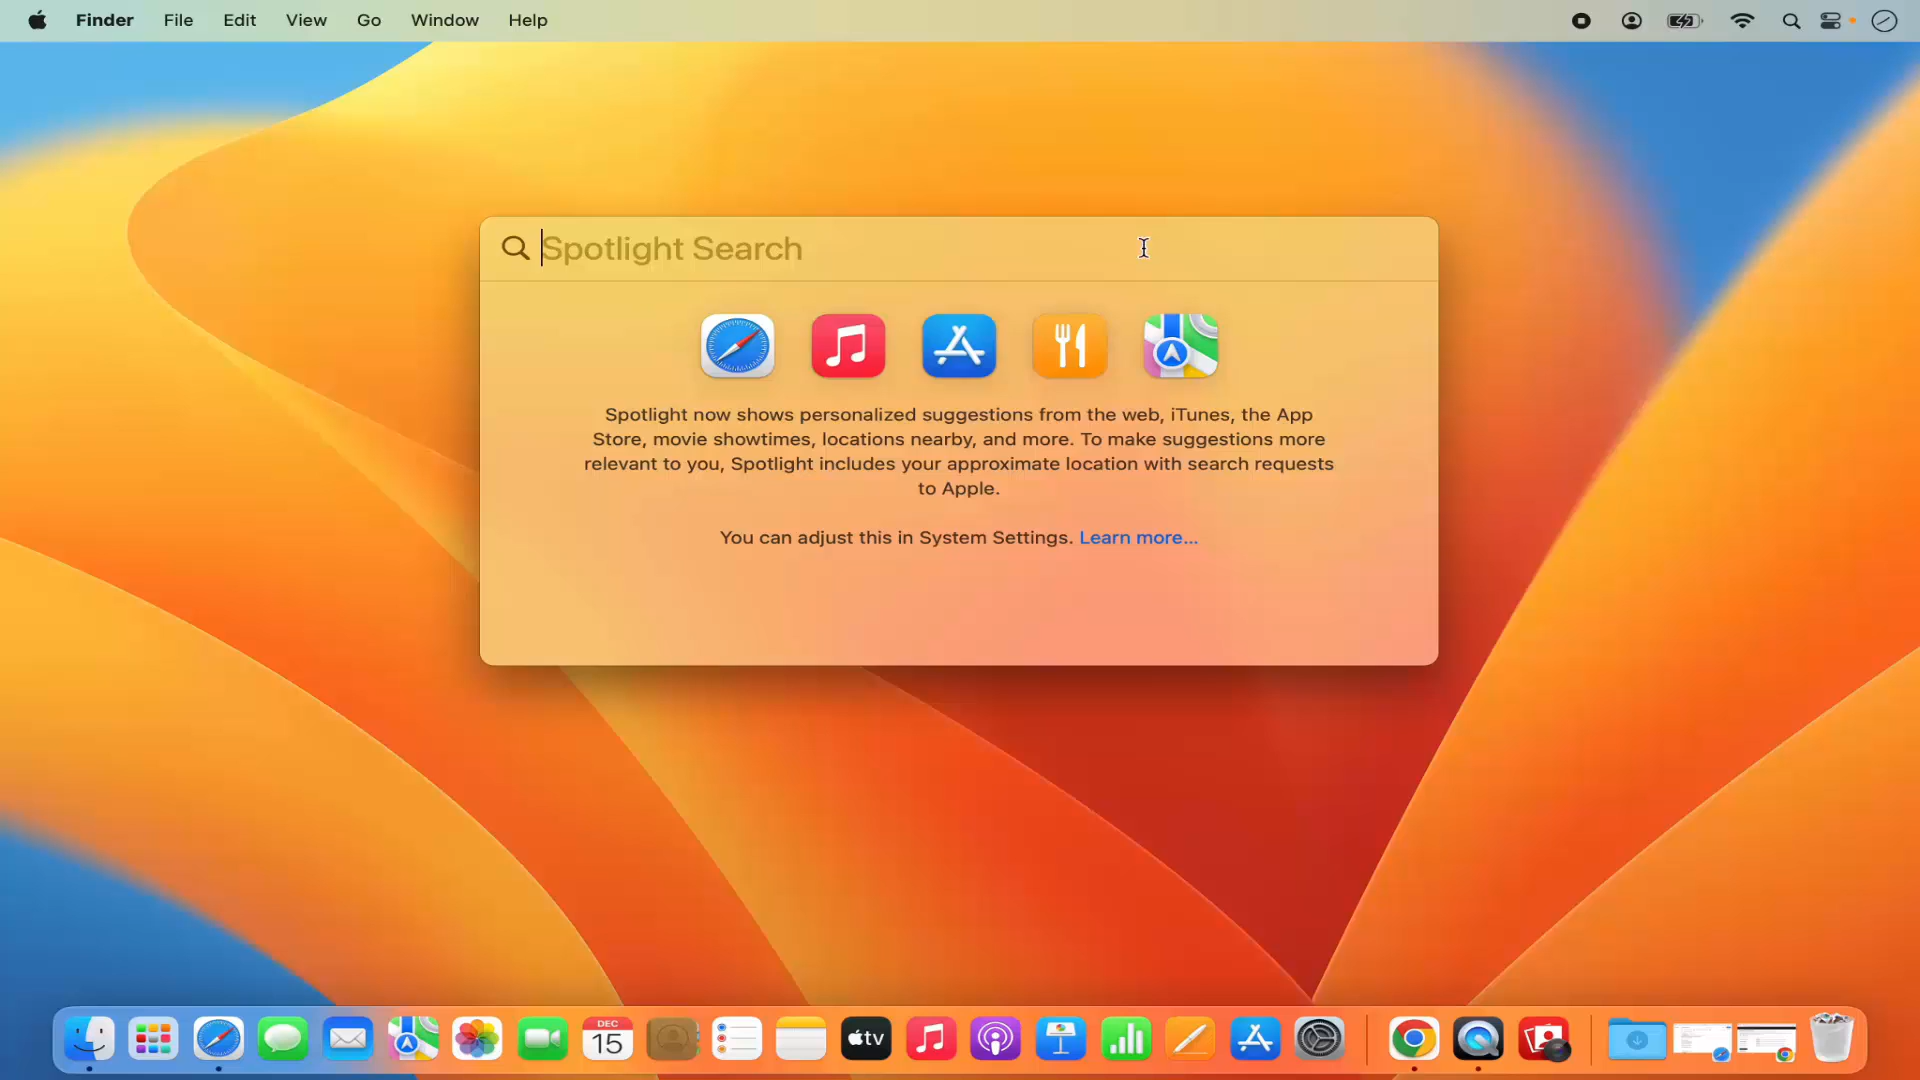 Finder File Edit View Go Window Help
Spotlight Search
Spotlight now shows personalized suggestions from the web, iTunes, the App
Store, movie showtimes, locations nearby, and more. To make suggestions more
relevant to you, Spotlight includes your approximate location with search requests
to Apple.
You can adjust this in System Settings. Learn more...
DEC
15
tv